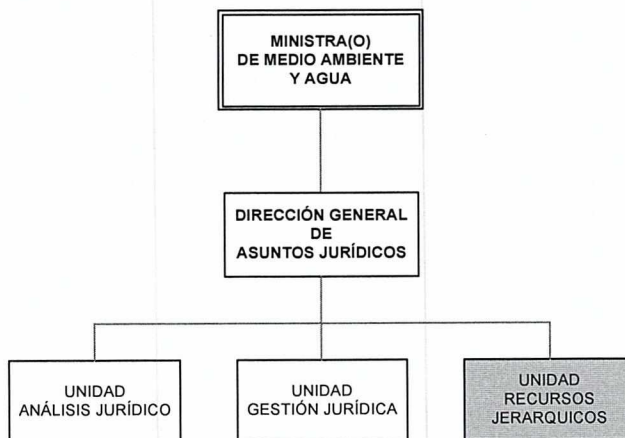 MINISTRA(O)
DE MEDIO AMBIENTE
Y AGUA
DIRECCIÓN GENERAL
DE
ASUNTOS JURÍDICOS
UNIDAD
ANÁLISIS JURÍDICO
UNIDAD
GESTIÓN JURÍDICA
UNIDAD
RECURSOS
JERARQUICOS